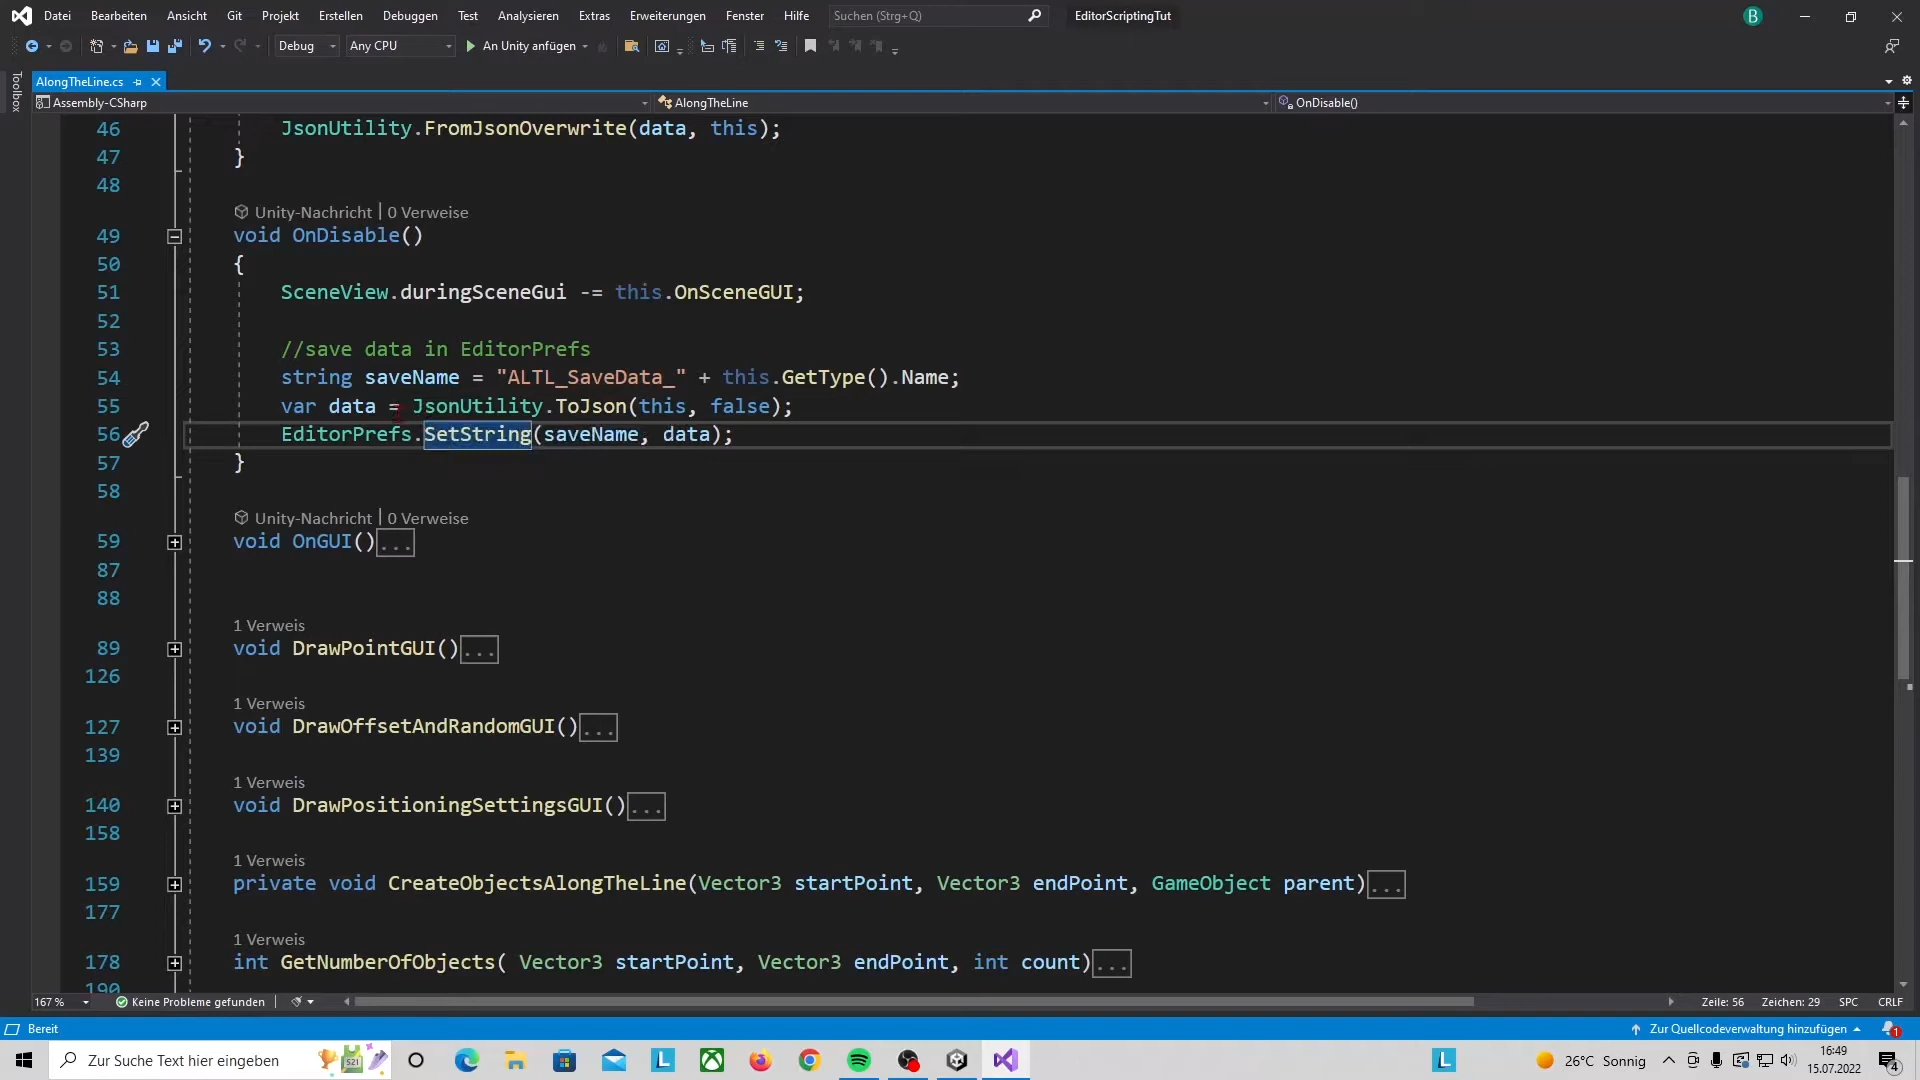 Datei Bearbeiten Ansicht Git Projekt Erstellen Debuggen Test Analysieren Extras Erweiterungen Fenster Hilfe Suchen (Strg+Q) EditorScriptingTut B
Debug Any CPU An Unity anfügen
Toolbox
AlongTheLine.cs
Assembly-CSharp AlongTheLine OnDisable()
46 JsonUtility.FromJsonOverwrite(data, this);
47 }
48
Unity-Nachricht | 0 Verweise
49 void OnDisable()
50 {
51 SceneView.duringSceneGui -= this.OnSceneGUI;
52
53 //save data in EditorPrefs
54 string saveName = "ALTL_SaveData_" + this.GetType().Name;
55 var data = JsonUtility.ToJson(this, false);
56 EditorPrefs.SetString(saveName, data);
57 }
58
Unity-Nachricht | 0 Verweise
59 void OnGUI()...
87
88
1 Verweis
89 void DrawPointGUI()...
126
1 Verweis
127 void DrawOffsetAndRandomGUI()...
139
1 Verweis
140 void DrawPositioningSettingsGUI()...
158
1 Verweis
159 private void CreateObjectsAlongTheLine(Vector3 startPoint, Vector3 endPoint, GameObject parent)...
177
1 Verweis
178 int GetNumberOfObjects( Vector3 startPoint, Vector3 endPoint, int count)...
190
167 % Keine Probleme gefunden Zeile: 56 Zeichen: 29 SPC CRLF
Bereit Zur Quellcodeverwaltung hinzufügen 1
Zur Suche Text hier eingeben 521 L L 26°C Sonnig 16:49
15.07.2022 4